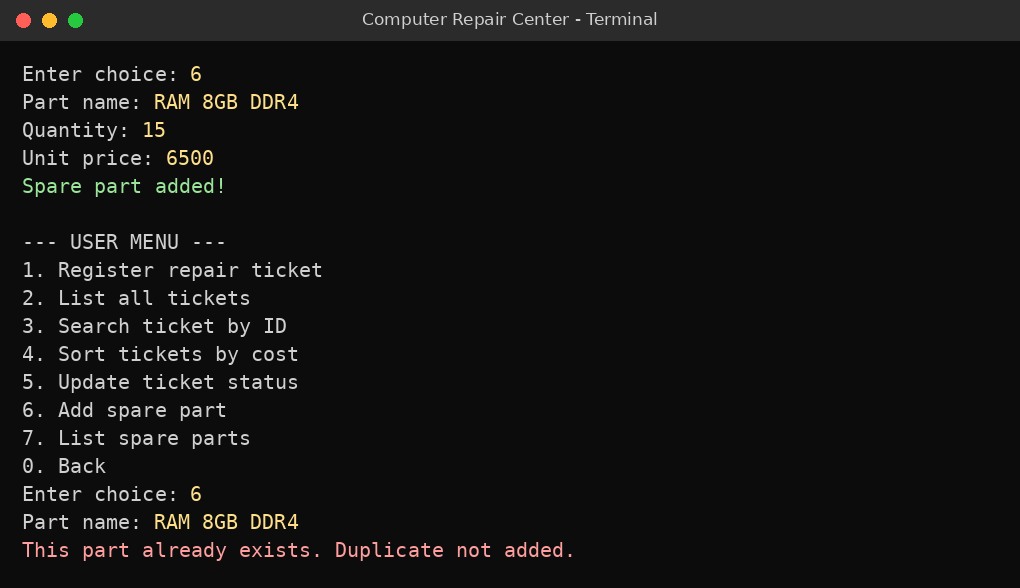 Computer Repair Center - Terminal
Enter choice: 6
Part name: RAM 8GB DDR4
Quantity: 15
Unit price: 6500
Spare part added!
--- USER MENU ---
1. Register repair ticket
2. List all tickets
3. Search ticket by ID
4. Sort tickets by cost
5. Update ticket status
6. Add spare part
7. List spare parts
0. Back
Enter choice: 6
Part name: RAM 8GB DDR4
This part already exists. Duplicate not added.